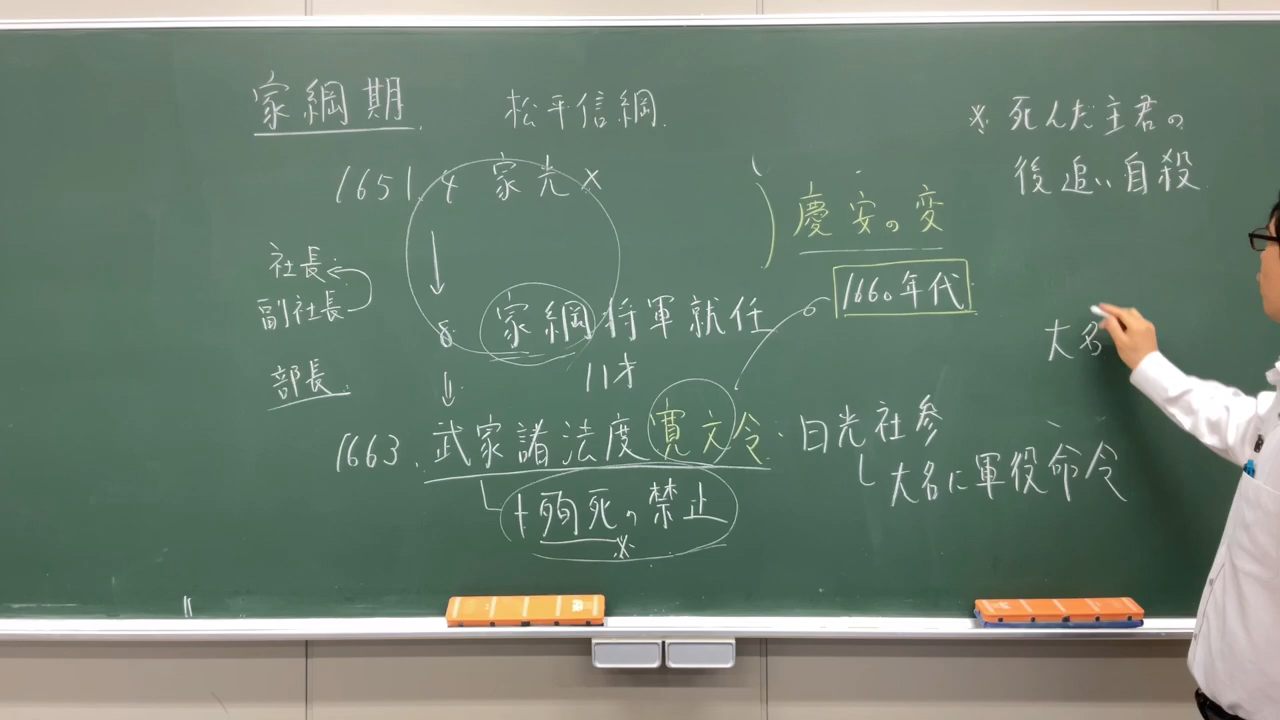 家綱期 松平信綱
1651. 4 家光×
↓
8 家綱将軍就任
11才
↓
1663. 武家諸法度寛文令
+殉死の禁止
※
社長
副社長
部長
慶安の変
1660年代
日光社参
大名に軍役命令
※死んだ主君の
後追い自殺
大名